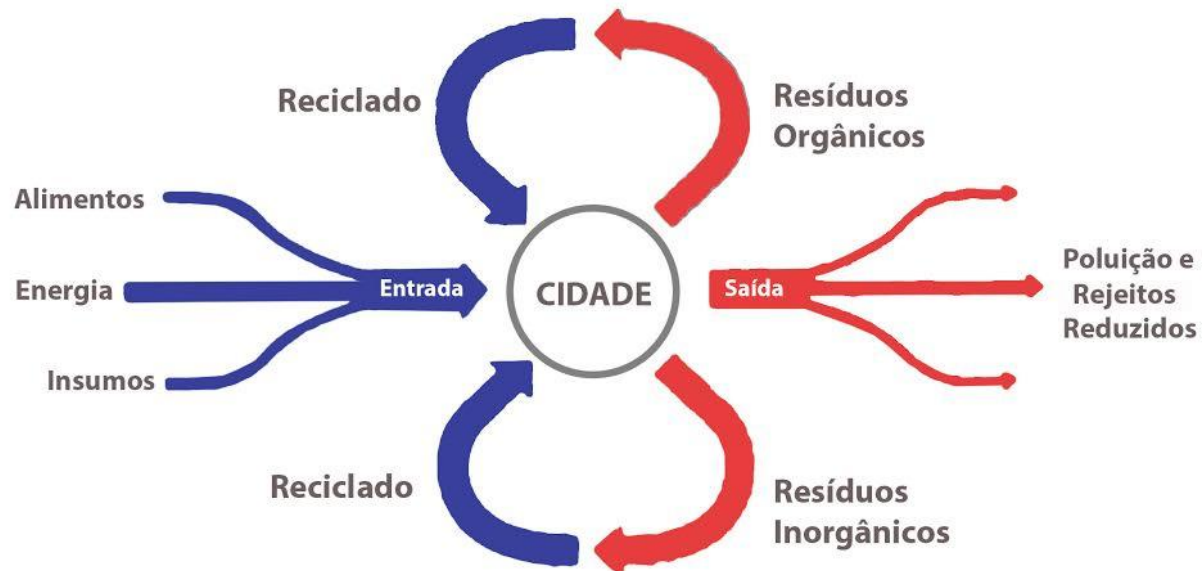 Reciclado
Resíduos
Orgânicos
Alimentos
Energia
Insumos
Entrada
CIDADE
Saída
Poluição e
Rejeitos
Reduzidos
Reciclado
Resíduos
Inorgânicos